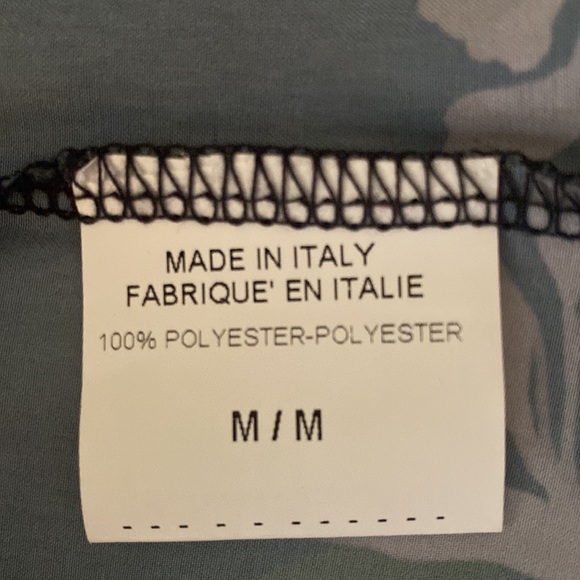 MADE IN ITALY
FABRIQUE' EN ITALIE
100% POLYESTER-POLYESTER
M / M